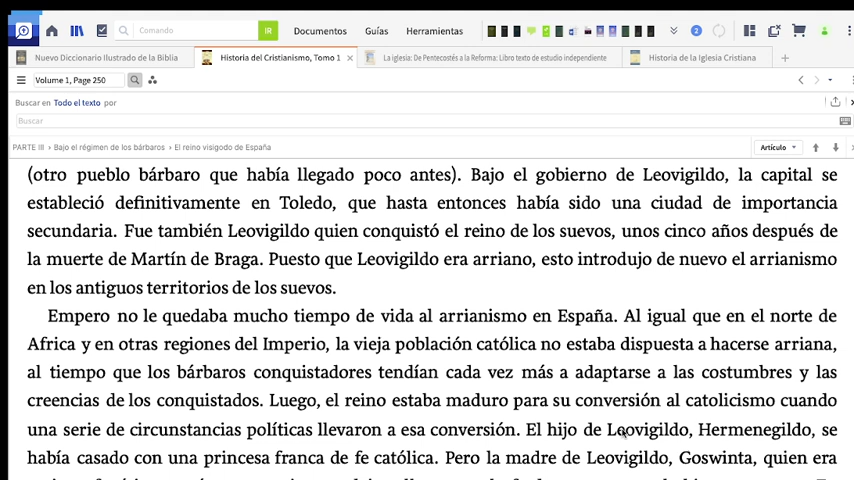 Comando
IR
Documentos
Guías
Herramientas
2
Nuevo Diccionario Ilustrado de la Biblia
Historia del Cristianismo, Tomo 1
La iglesia: De Pentecostés a la Reforma: Libro texto de estudio independiente
Historia de la Iglesia Cristiana
Volume 1, Page 250
Buscar en Todo el texto por
Buscar
PARTE III › Bajo el régimen de los bárbaros › El reino visigodo de España
Artículo
(otro pueblo bárbaro que había llegado poco antes). Bajo el gobierno de Leovigildo, la capital se
estableció definitivamente en Toledo, que hasta entonces había sido una ciudad de importancia
secundaria. Fue también Leovigildo quien conquistó el reino de los suevos, unos cinco años después de
la muerte de Martín de Braga. Puesto que Leovigildo era arriano, esto introdujo de nuevo el arrianismo
en los antiguos territorios de los suevos.
Empero no le quedaba mucho tiempo de vida al arrianismo en España. Al igual que en el norte de
Africa y en otras regiones del Imperio, la vieja población católica no estaba dispuesta a hacerse arriana,
al tiempo que los bárbaros conquistadores tendían cada vez más a adaptarse a las costumbres y las
creencias de los conquistados. Luego, el reino estaba maduro para su conversión al catolicismo cuando
una serie de circunstancias políticas llevaron a esa conversión. El hijo de Leovigildo, Hermenegildo, se
había casado con una princesa franca de fe católica. Pero la madre de Leovigildo, Goswinta, quien era